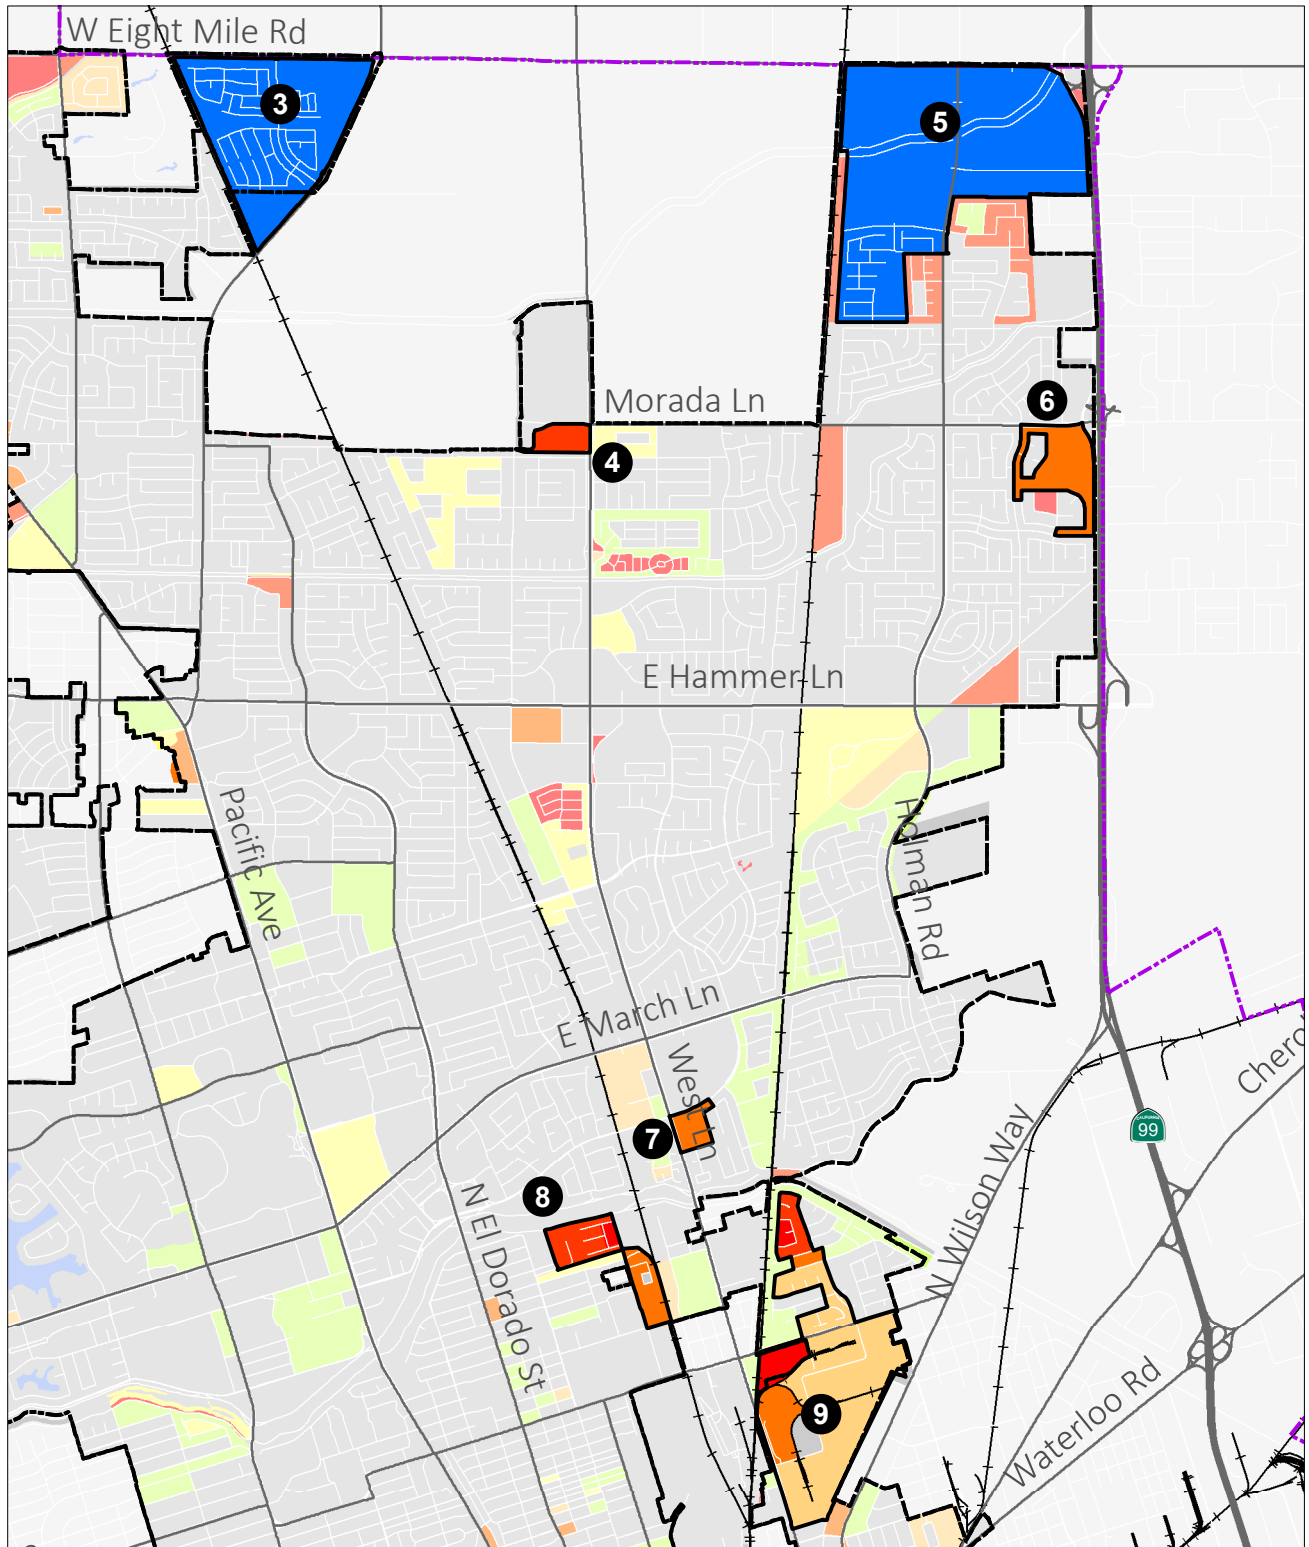 W Eight Mile Rd
3
5
6
Morada Ln
4
E Hammer Ln
Pacific Ave
Holman Rd
E March Ln
West Ln
7
8
N El Dorado St
N Wilson Way
CALIFORNIA
99
9
Waterloo Rd